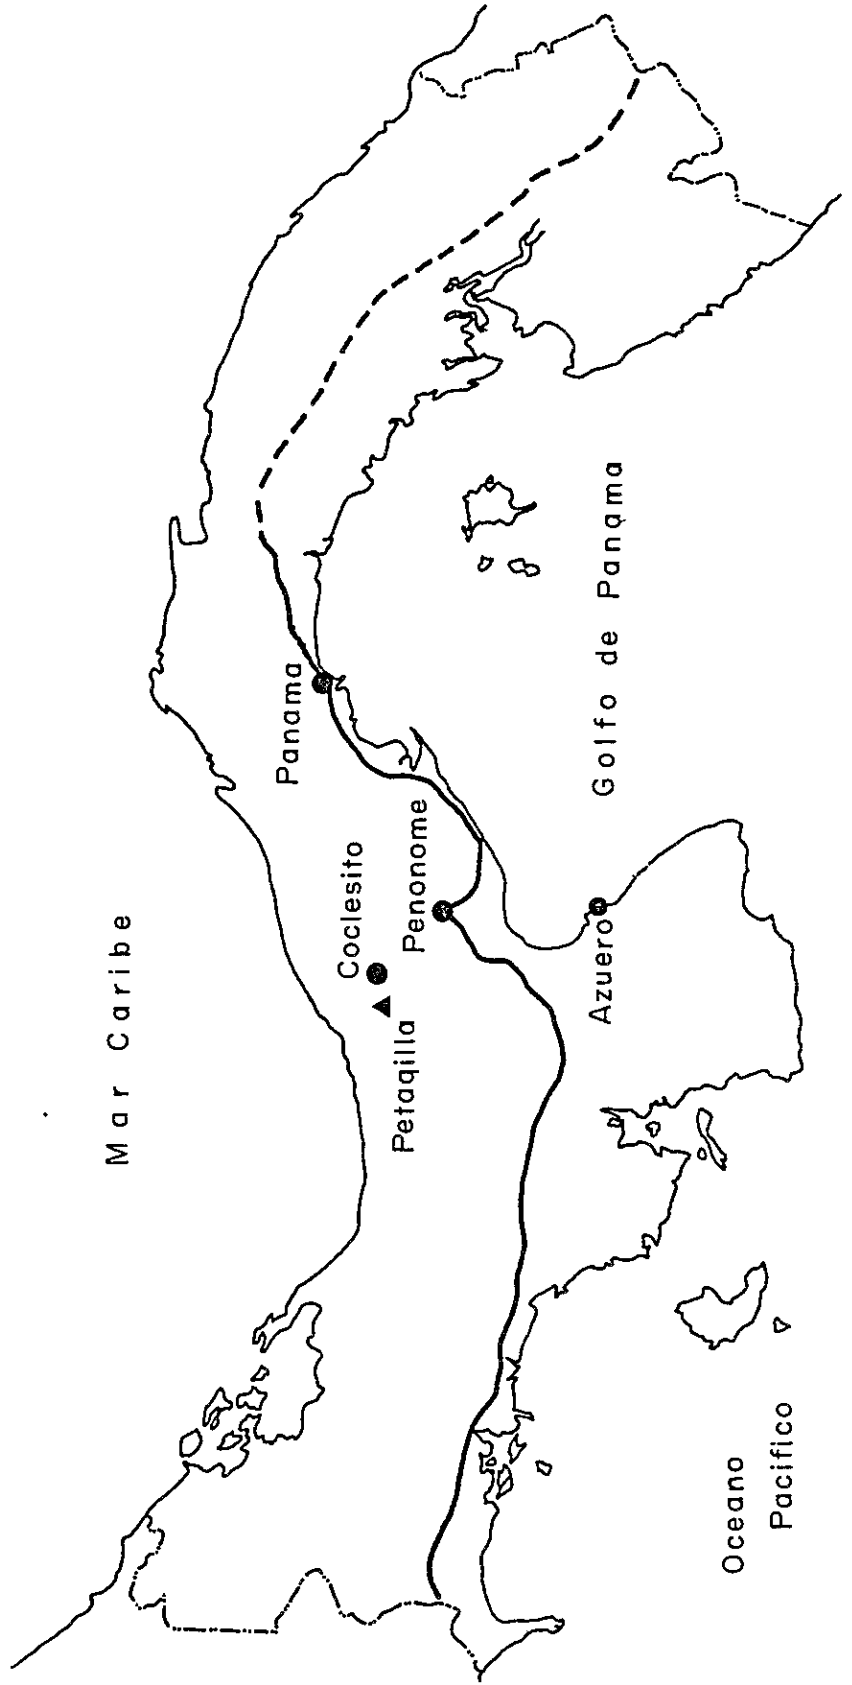 Mar Caribe
Panama
Coclesito
Petaqilla
Penonome
Azuero
Golfo de Panama
Oceano
Pacifico